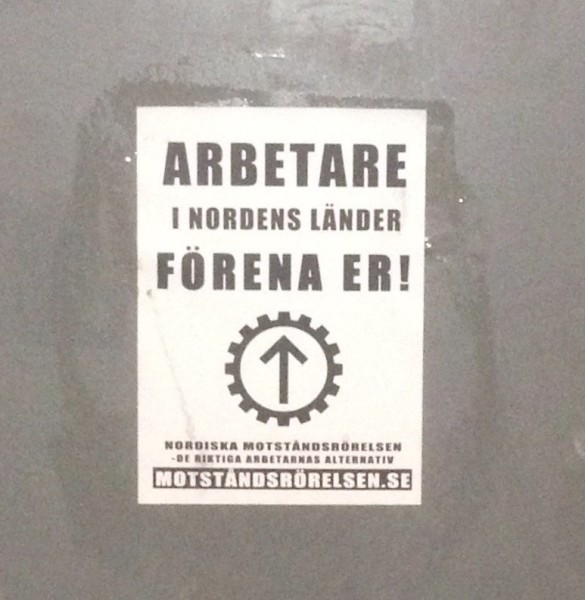 ARBETARE
I NORDENS LÄNDER
FÖRENA ER!
NORDISKA MOTSTÅNDSRÖRELSEN
-DE RIKTIGA ARBETARNAS ALTERNATIV
MOTSTÅNDSRÖRELSEN.SE